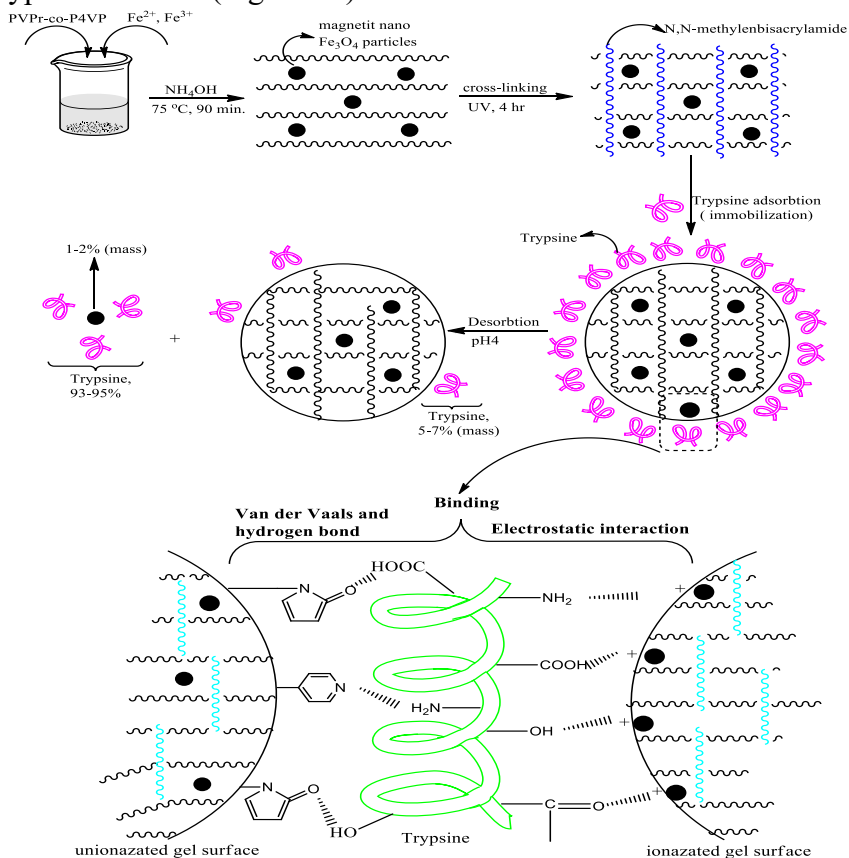 PVPr-co-P4VP
Fe2+, Fe3+
magnetit nano
Fe3O4 particles
N,N-methylenbisacrylamide
NH4OH
75 oC, 90 min.
cross-linking
UV, 4 hr
Trypsine adsorbtion
( immobilization)
Trypsine
1-2% (mass)
Desorbtion
pH4
+
Trypsine,
93-95%
Trypsine,
5-7% (mass)
Binding
Van der Vaals and
hydrogen bond
Electrostatic interaction
HOOC
N
O
NH2
+
COOH
+
N
H2N
OH
+
N
O
HO
C
O
+
Trypsine
unionazated gel surface
ionazated gel surface